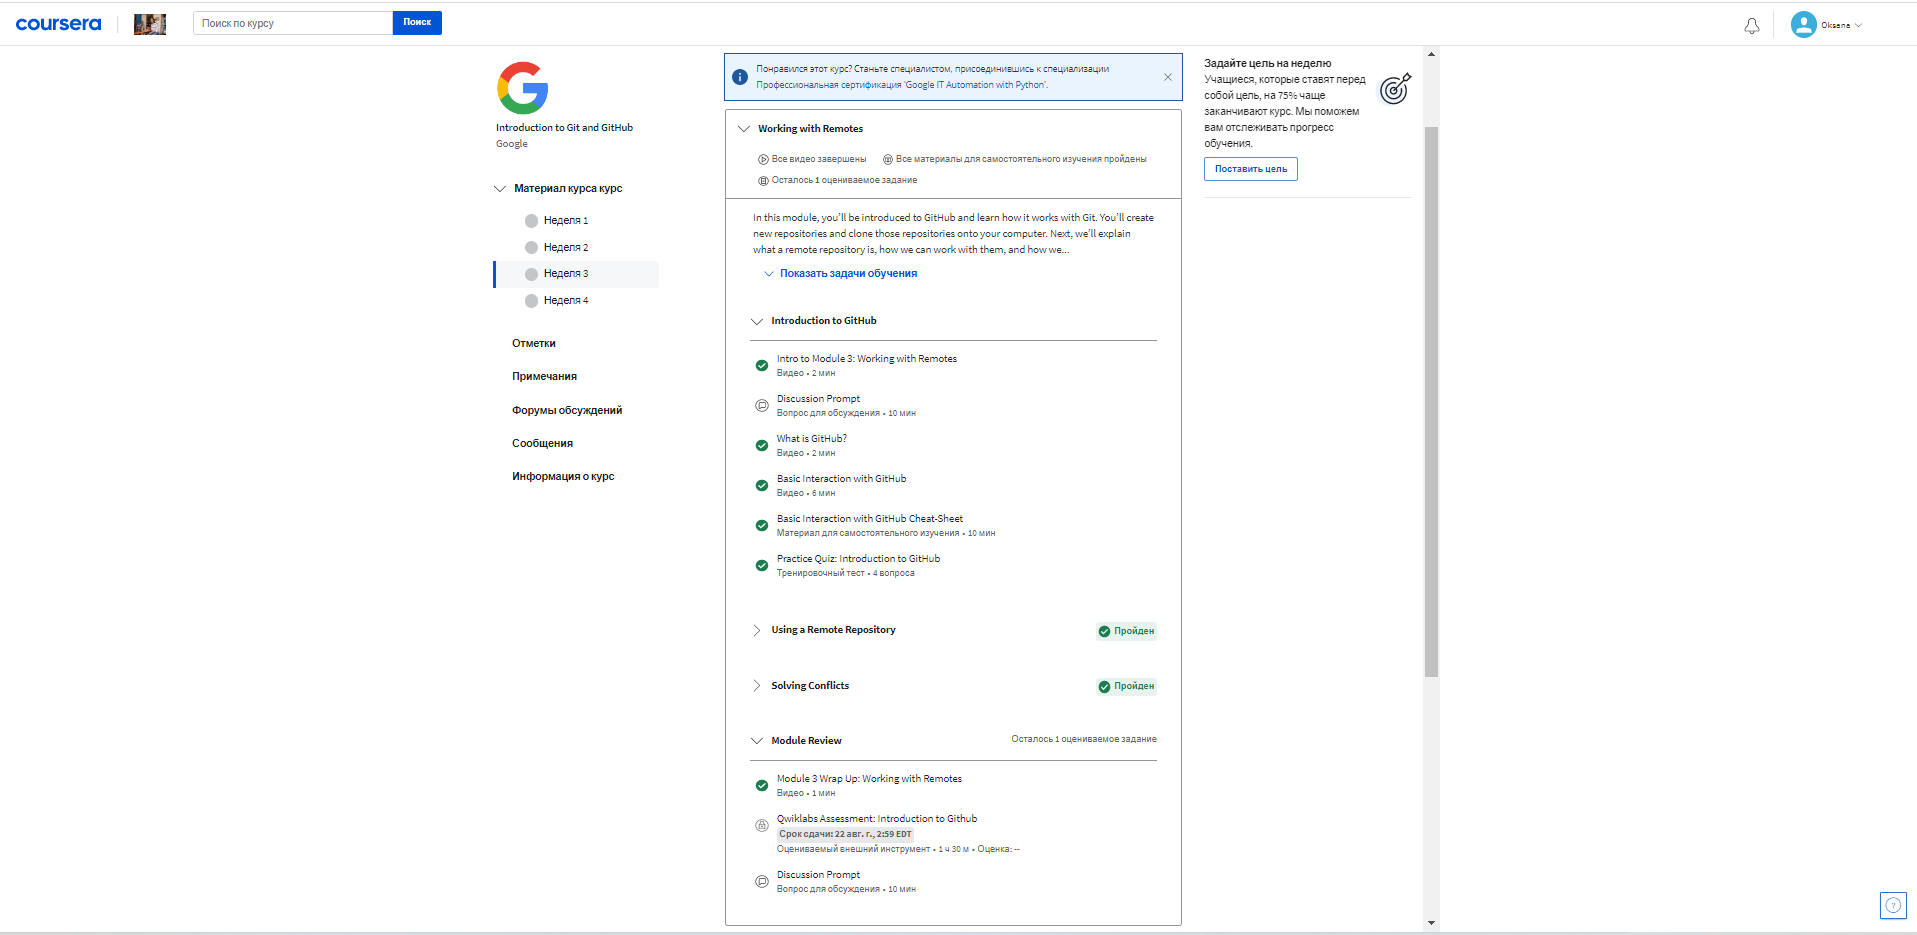 coursera
Поиск по курсу
Поиск
Oksana
Introduction to Git and GitHub
Google
Материал курса курс
Неделя 1
Неделя 2
Неделя 3
Неделя 4
Отметки
Примечания
Форумы обсуждений
Сообщения
Информация о курс
Понравился этот курс? Станьте специалистом, присоединившись к специализации
Профессиональная сертификация 'Google IT Automation with Python'.
Working with Remotes
Все видео завершены
Все материалы для самостоятельного изучения пройдены
Осталось 1 оцениваемое задание
In this module, you'll be introduced to GitHub and learn how it works with Git. You'll create
new repositories and clone those repositories onto your computer. Next, we'll explain
what a remote repository is, how we can work with them, and how we...
Показать задачи обучения
Introduction to GitHub
Intro to Module 3: Working with Remotes
Видео • 2 мин
Discussion Prompt
Вопрос для обсуждения • 10 мин
What is GitHub?
Видео • 2 мин
Basic Interaction with GitHub
Видео • 6 мин
Basic Interaction with GitHub Cheat-Sheet
Материал для самостоятельного изучения • 10 мин
Practice Quiz: Introduction to GitHub
Тренировочный тест • 4 вопроса
Using a Remote Repository
Пройден
Solving Conflicts
Пройден
Module Review
Осталось 1 оцениваемое задание
Module 3 Wrap Up: Working with Remotes
Видео • 1 мин
Qwiklabs Assessment: Introduction to Github
Срок сдачи: 22 авг. г., 2:59 EDT
Оцениваемый внешний инструмент • 1 ч 30 м • Оценка: --
Discussion Prompt
Вопрос для обсуждения • 10 мин
Задайте цель на неделю
Учащиеся, которые ставят перед
собой цель, на 75% чаще
заканчивают курс. Мы поможем
вам отслеживать прогресс
обучения.
Поставить цель